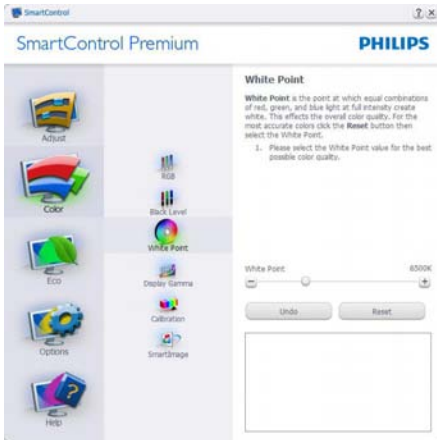 SmartControl
SmartControl Premium
PHILIPS
Adjust
Color
Eco
Options
Help
RGB
Black Level
White Point
Display Gamma
Calibration
SmartImage
White Point
White Point is the point at which equal combinations
of red, green, and blue light at full intensity create
white. This effects the overall color quality. For the
most accurate colors click the Reset button then
select the White Point.
1. Please select the White Point value for the best
possible color quality.
White Point 6500K
Undo Reset